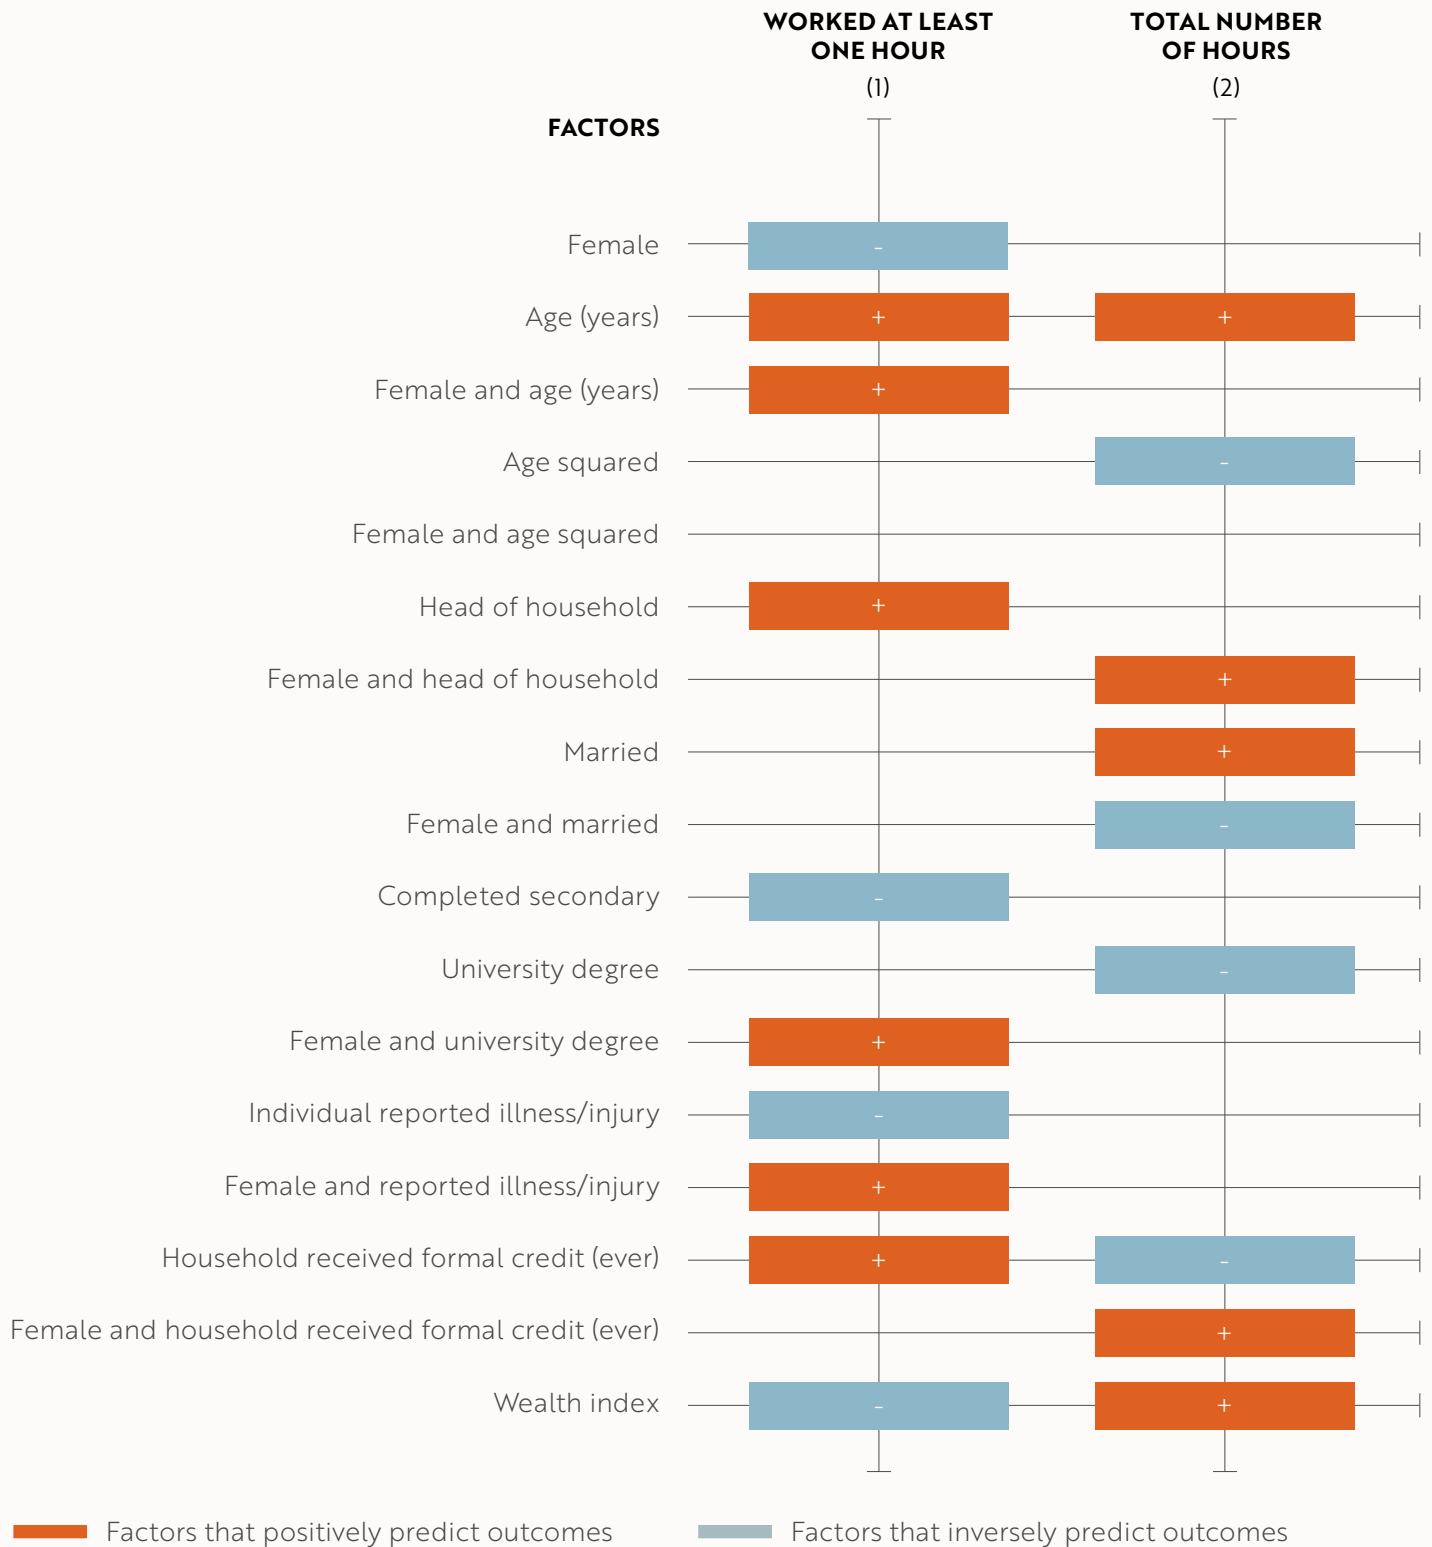 WORKED AT LEAST
ONE HOUR
(1)
TOTAL NUMBER
OF HOURS
(2)
FACTORS
Female
-
Age (years)
+
+
Female and age (years)
+
Age squared
-
Female and age squared
Head of household
+
Female and head of household
+
Married
+
Female and married
-
Completed secondary
-
University degree
-
Female and university degree
+
Individual reported illness/injury
-
Female and reported illness/injury
+
Household received formal credit (ever)
+
-
Female and household received formal credit (ever)
+
Wealth index
-
+
Factors that positively predict outcomes
Factors that inversely predict outcomes